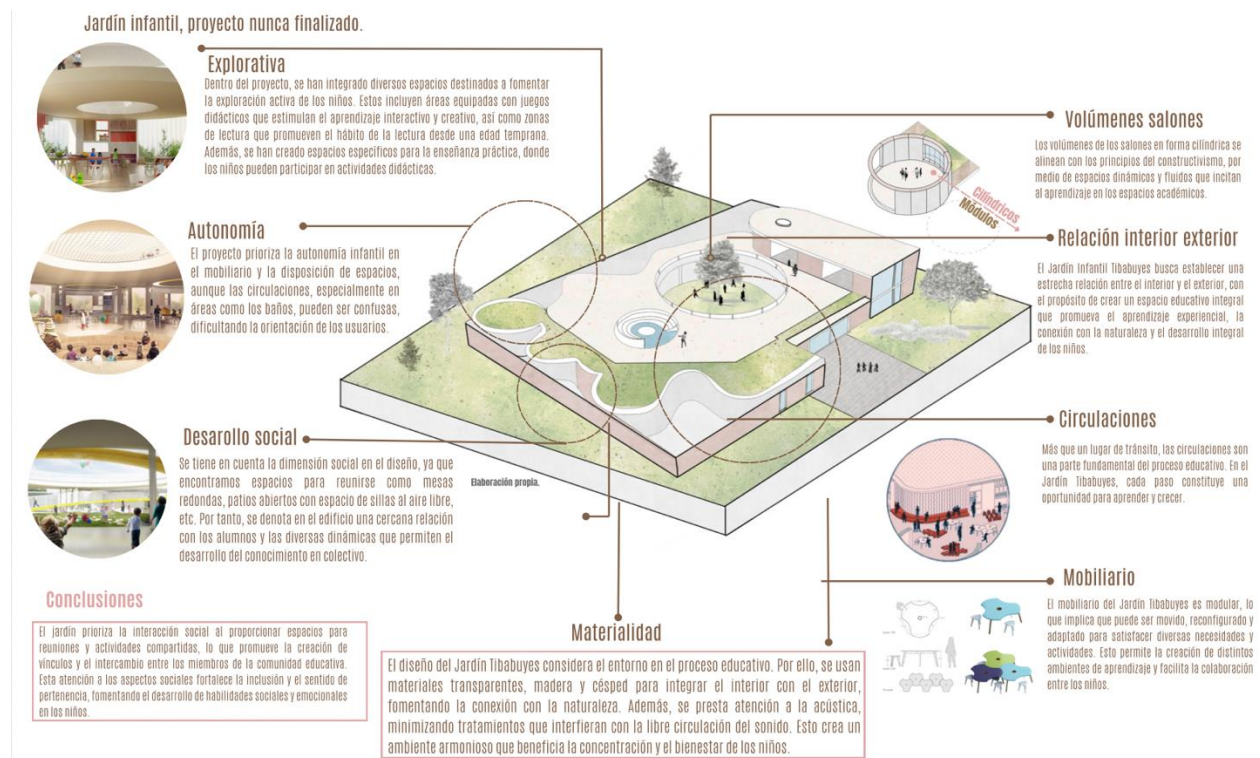 Jardín infantil, proyecto nunca finalizado.
Explorativa
Dentro del proyecto, se han integrado diversos espacios destinados a fomentar
la exploración activa de los niños. Estos incluyen áreas equipadas con juegos
didácticos que estimulan el aprendizaje interactivo y creativo, así como zonas
de lectura que promueven el hábito de la lectura desde una edad temprana.
Además, se han creado espacios específicos para la enseñanza práctica, donde
los niños pueden participar en actividades didácticas.
Autonomía
El proyecto prioriza la autonomía infantil en
el mobiliario y la disposición de espacios,
aunque las circulaciones, especialmente en
áreas como los baños, pueden ser confusas,
dificultando la orientación de los usuarios.
Desarollo social
Se tiene en cuenta la dimensión social en el diseño, ya que
encontramos espacios para reunirse como mesas
redondas, patios abiertos con espacio de sillas al aire libre,
etc. Por tanto, se denota en el edificio una cercana relación
con los alumnos y las diversas dinámicas que permiten el
desarrollo del conocimiento en colectivo.
Elaboración propia.
Conclusiones
El jardín prioriza la interacción social al proporcionar espacios para
reuniones y actividades compartidas, lo que promueve la creación de
vínculos y el intercambio entre los miembros de la comunidad educativa.
Esta atención a los aspectos sociales fortalece la inclusión y el sentido de
pertenencia, fomentando el desarrollo de habilidades sociales y emocionales
en los niños.
Materialidad
El diseño del Jardín Tibabuyes considera el entorno en el proceso educativo. Por ello, se usan
materiales transparentes, madera y césped para integrar el interior con el exterior,
fomentando la conexión con la naturaleza. Además, se presta atención a la acústica,
minimizando tratamientos que interfieran con la libre circulación del sonido. Esto crea un
ambiente armonioso que beneficia la concentración y el bienestar de los niños.
Volúmenes salones
Los volúmenes de los salones en forma cilíndrica se
alinean con los principios del constructivismo, por
medio de espacios dinámicos y fluidos que incitan
al aprendizaje en los espacios académicos.
Cilíndricos
Módulos
Relación interior exterior
El Jardín Infantil Tibabuyes busca establecer una
estrecha relación entre el interior y el exterior, con
el propósito de crear un espacio educativo integral
que promueva el aprendizaje experiencial, la
conexión con la naturaleza y el desarrollo integral
de los niños.
Circulaciones
Más que un lugar de tránsito, las circulaciones son
una parte fundamental del proceso educativo. En el
Jardín Tibabuyes, cada paso constituye una
oportunidad para aprender y crecer.
Mobiliario
El mobiliario del Jardín Tibabuyes es modular, lo
que implica que puede ser movido, reconfigurado y
adaptado para satisfacer diversas necesidades y
actividades. Esto permite la creación de distintos
ambientes de aprendizaje y facilita la colaboración
entre los niños.